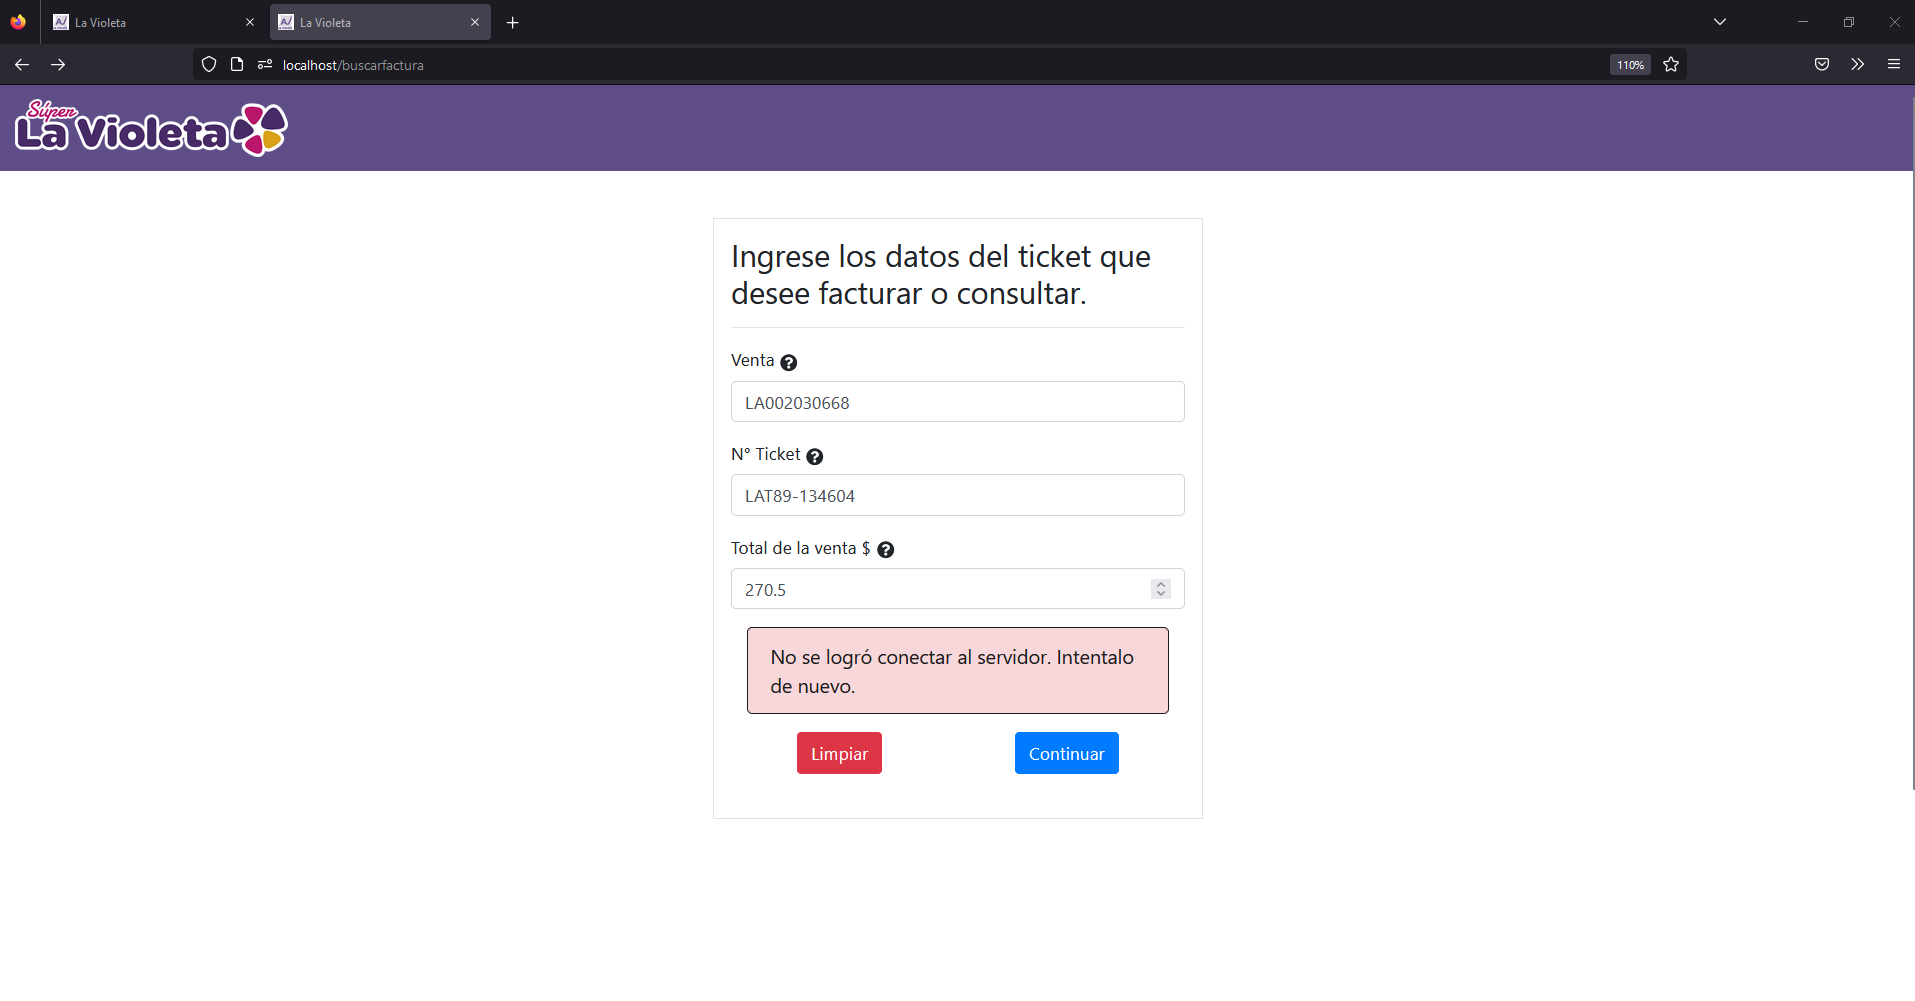 La Violeta
La Violeta
localhost/buscarfactura
110%
Súper
La Violeta
Ingrese los datos del ticket que
desee facturar o consultar.
Venta
LA002030668
N° Ticket
LAT89-134604
Total de la venta $
270.5
No se logró conectar al servidor. Intentalo
de nuevo.
Limpiar
Continuar